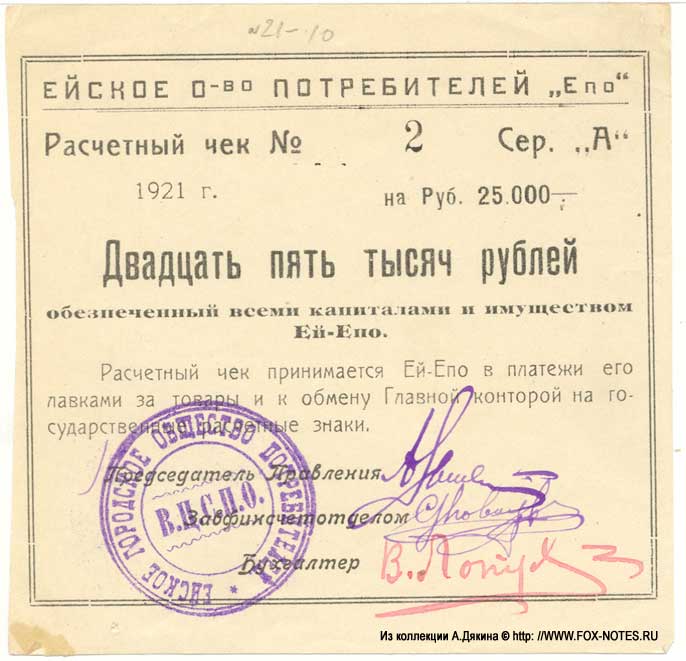 №21-10
ЕЙСКОЕ О-ВО ПОТРЕБИТЕЛЕЙ „Епо“
Расчетный чек № 2 Сер. „А“
1921 г. на Руб. 25.000—
Двадцать пять тысяч рублей
обезпеченный всеми капиталами и имуществом
Ей-Епо.
Расчетный чек принимается Ей-Епо в платежи его
лавками за товары и к обмену Главной конторой на го-
сударственные расчетные знаки.
Председатель Правления
Завфинсчетотделом
Бухгалтер
ЕЙСКОЕ ГОРОДСКОЕ ОБЩЕСТВО ПОТРЕБИТЕЛЕЙ
В.Ц.С.П.О.
Из коллекции А.Дякина © http: //WWW.FOX-NOTES.RU